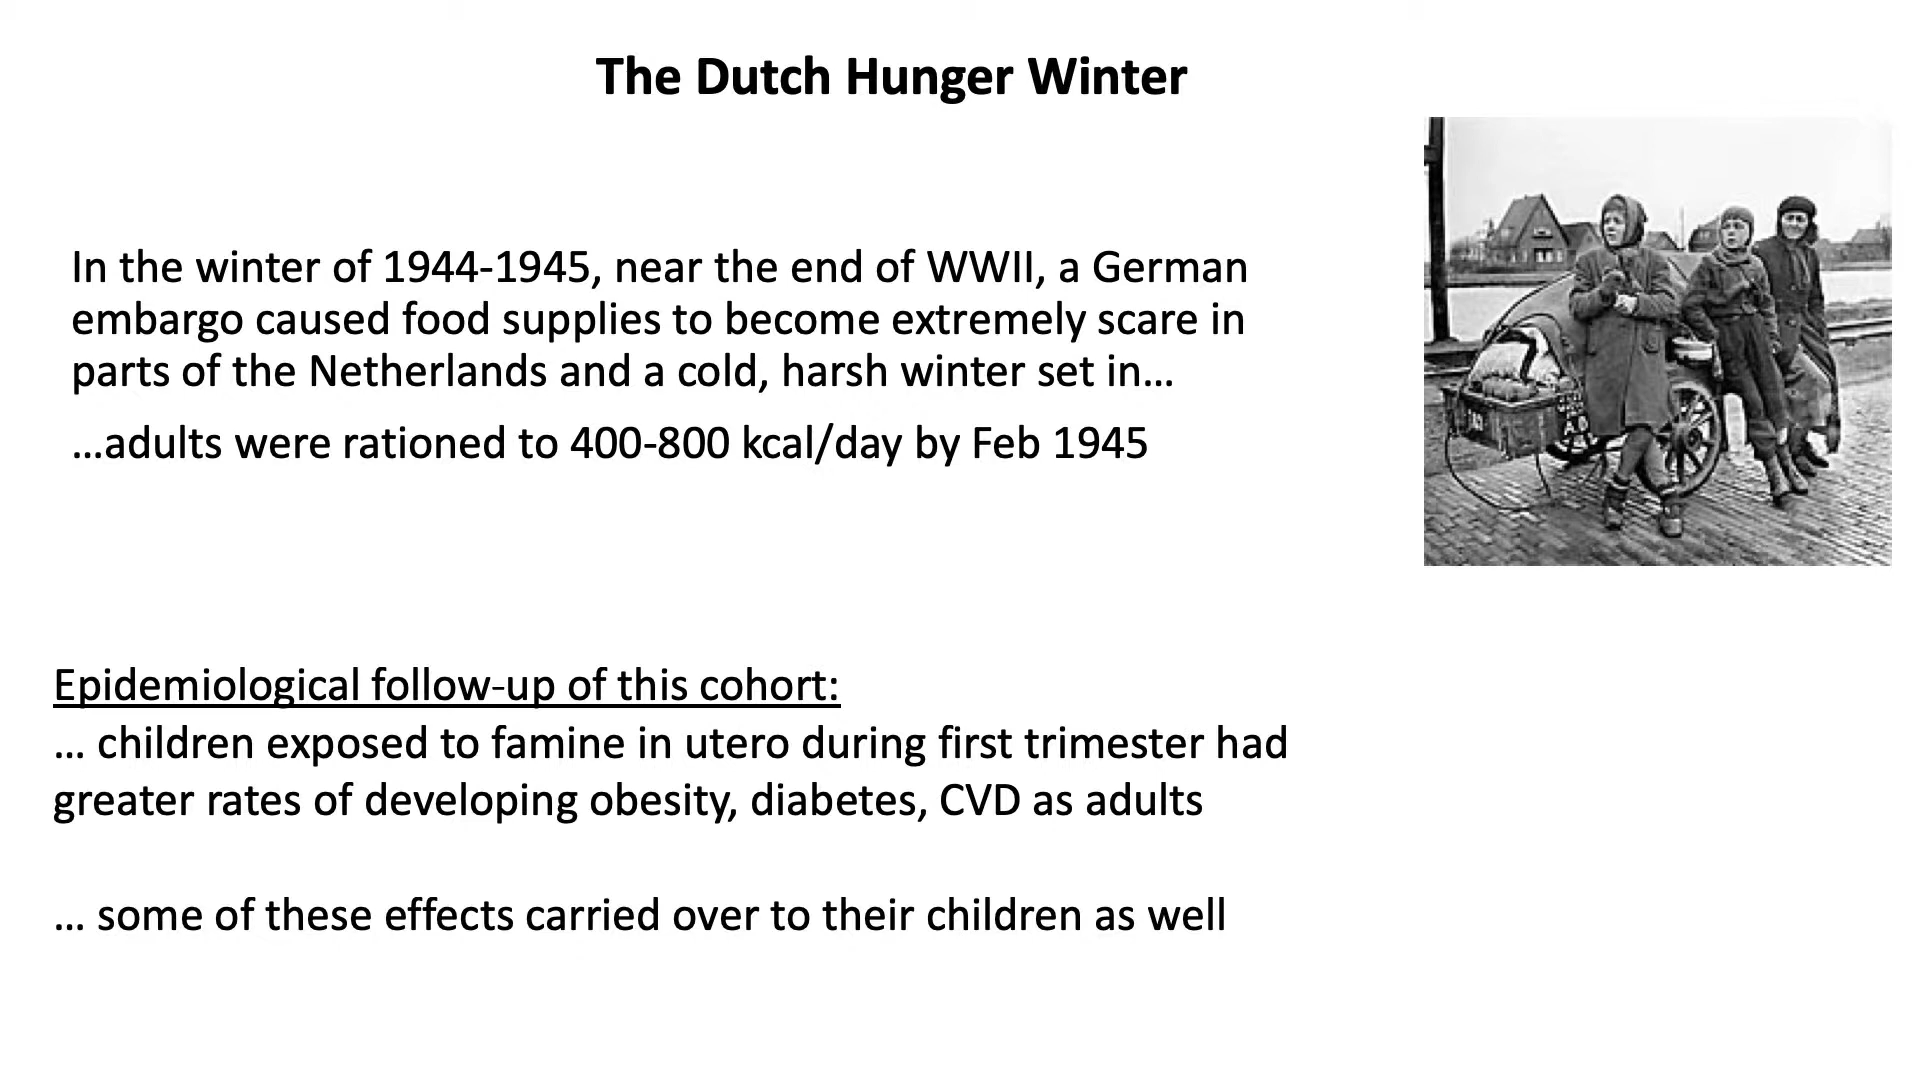 The Dutch Hunger Winter
In the winter of 1944-1945, near the end of WWII, a German
embargo caused food supplies to become extremely scare in
parts of the Netherlands and a cold, harsh winter set in...
...adults were rationed to 400-800 kcal/day by Feb 1945
Epidemiological follow-up of this cohort:
... children exposed to famine in utero during first trimester had
greater rates of developing obesity, diabetes, CVD as adults
... some of these effects carried over to their children as well